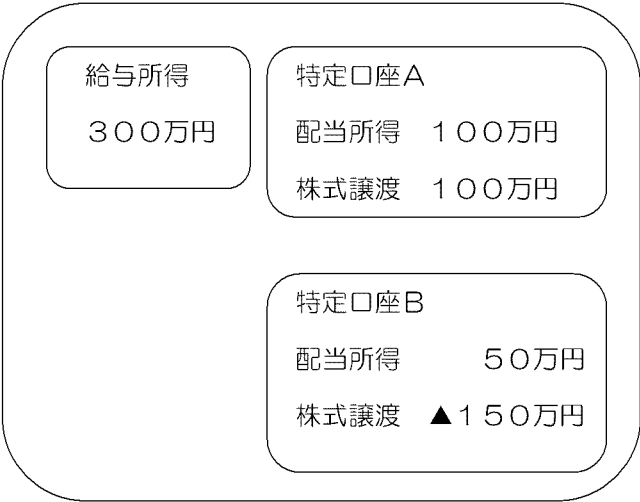 給与所得
３００万円
特定口座Ａ
配当所得　１００万円
株式譲渡　１００万円
特定口座Ｂ
配当所得　　５０万円
株式譲渡　▲１５０万円